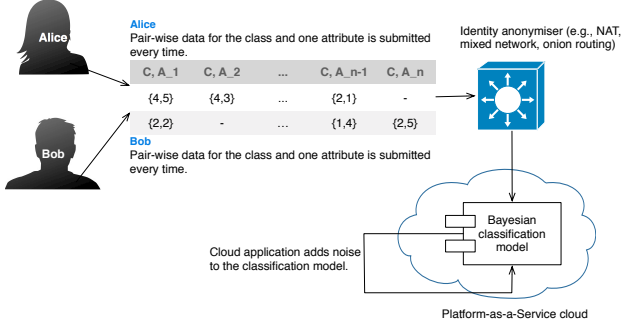 Alice
Alice
Pair-wise data for the class and one attribute is submitted
every time.
C, A_1 C, A_2 ... C, A_n-1 C, A_n
{4,5} {4,3} ... {2,1} -
{2,2} - ... {1,4} {2,5}
Bob
Bob
Pair-wise data for the class and one attribute is submitted
every time.
Identity anonymiser (e.g., NAT,
mixed network, onion routing)
Bayesian
classification
model
Cloud application adds noise
to the classification model.
Platform-as-a-Service cloud